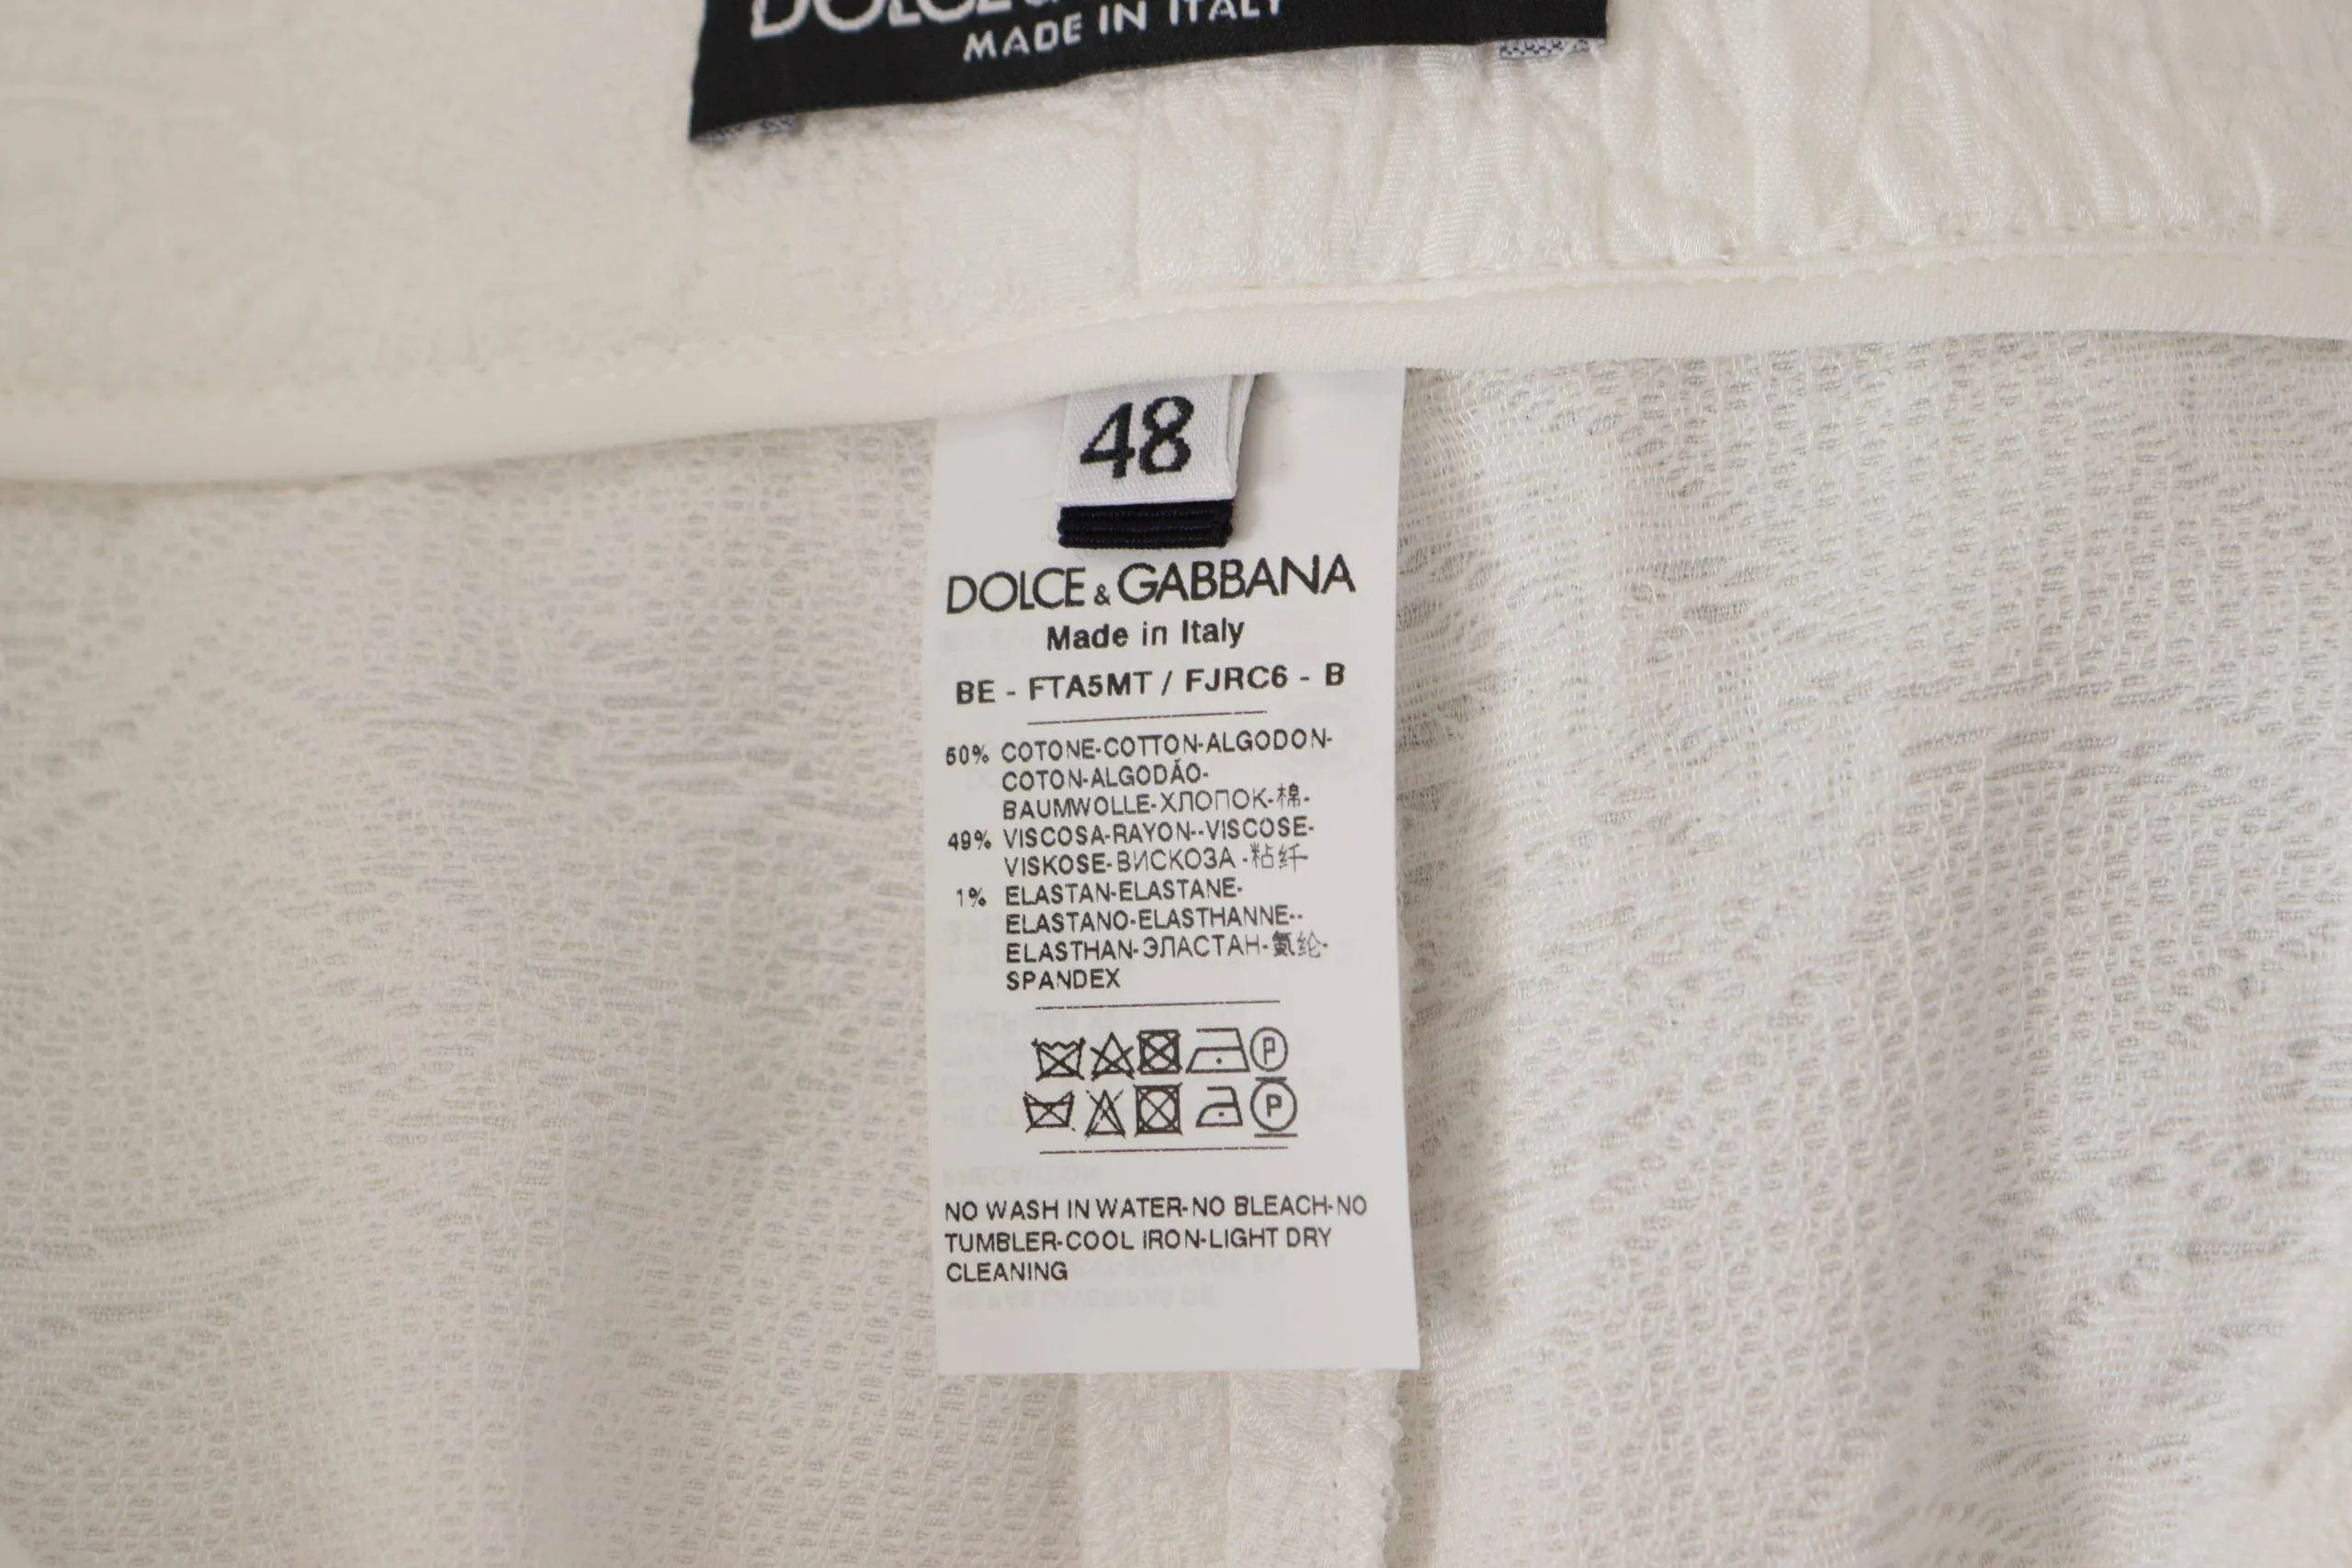 DOLCE&
MADE IN ITALY
48
DOLCE & GABBANA
Made in Italy
BE - FTA5MT / FJRC6 - B
50% COTONE-COTTON-ALGODON-
COTON-ALGODÃO-
BAUMWOLLE-ХЛОПОК-棉-
49% VISCOSA-RAYON--VISCOSE-
VISKOSE-ВИСКОЗА -粘纤-
1% ELASTAN-ELASTANE-
ELASTANO-ELASTHANNE--
ELASTHAN-ЭЛАСТАН-氨纶-
SPANDEX
P
P
NO WASH IN WATER-NO BLEACH-NO
TUMBLER-COOL IRON-LIGHT DRY
CLEANING